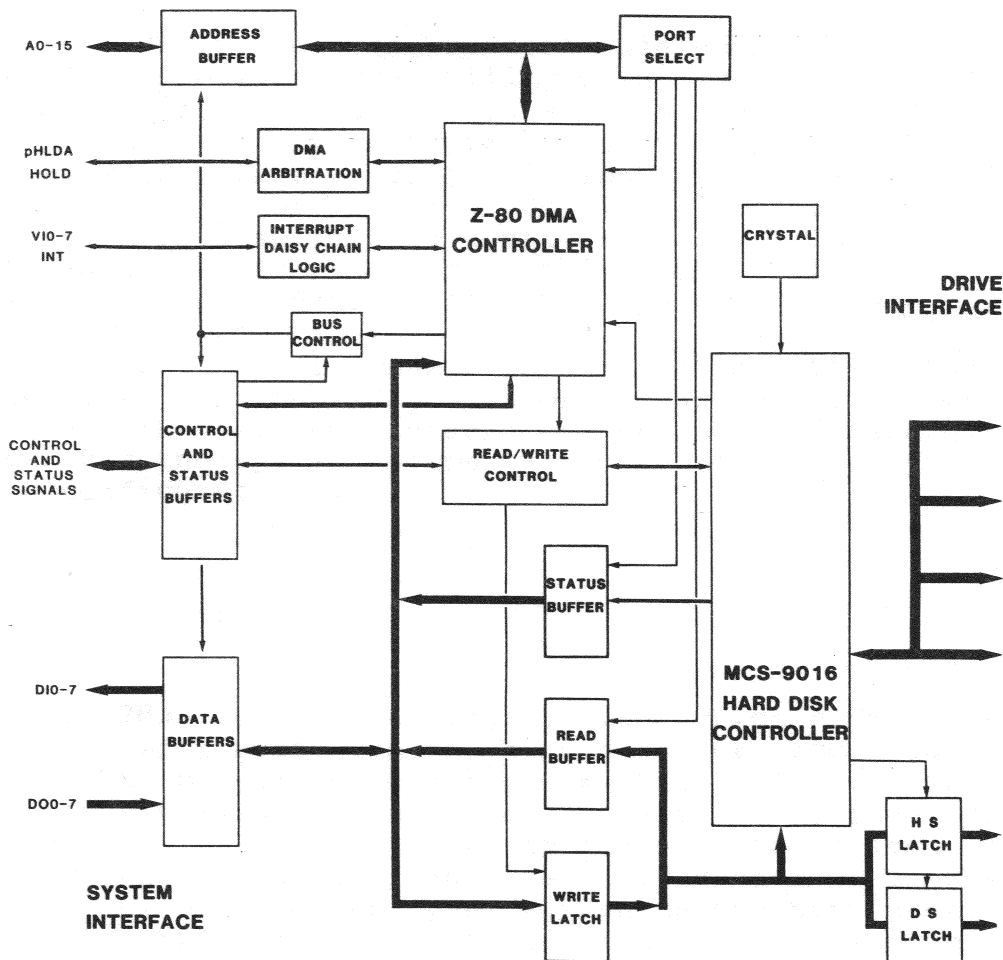 A0-15
ADDRESS
BUFFER
PORT
SELECT
pHLDA
HOLD
DMA
ARBITRATION
Z-80 DMA
CONTROLLER
VI0-7
INT
INTERRUPT
DAISY CHAIN
LOGIC
CRYSTAL
DRIVE
INTERFACE
BUS
CONTROL
CONTROL
AND
STATUS
SIGNALS
CONTROL
AND
STATUS
BUFFERS
READ/WRITE
CONTROL
STATUS
BUFFER
MCS-9016
HARD DISK
CONTROLLER
DI0-7
DATA
BUFFERS
READ
BUFFER
DO0-7
H S
LATCH
SYSTEM
INTERFACE
WRITE
LATCH
D S
LATCH